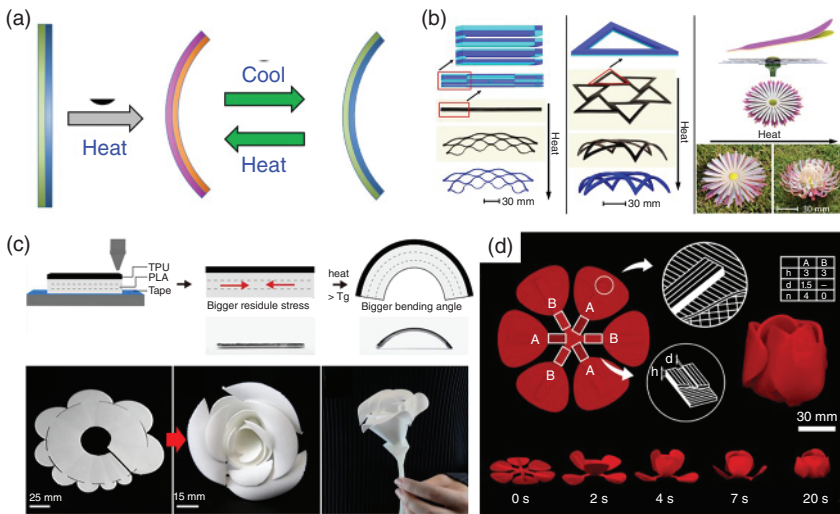 (a)
Heat
Cool
Heat
(b)
Heat
30 mm
Heat
30 mm
Heat
30 mm
(c)
TPU
PLA
Tape
Bigger residule stress
heat
> Tg
Bigger bending angle
25 mm
15 mm
(d)
A
B
A
B
A
B
d
h
A B
h 3 3
d 1.5 –
n 4 0
30 mm
0 s
2 s
4 s
7 s
20 s